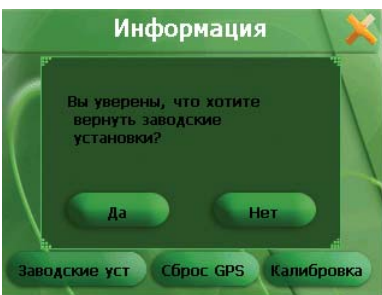 Информация
Вы уверены, что хотите
вернуть заводские
установки?
Да Нет
Заводские уст Сброс GPS Калибровка